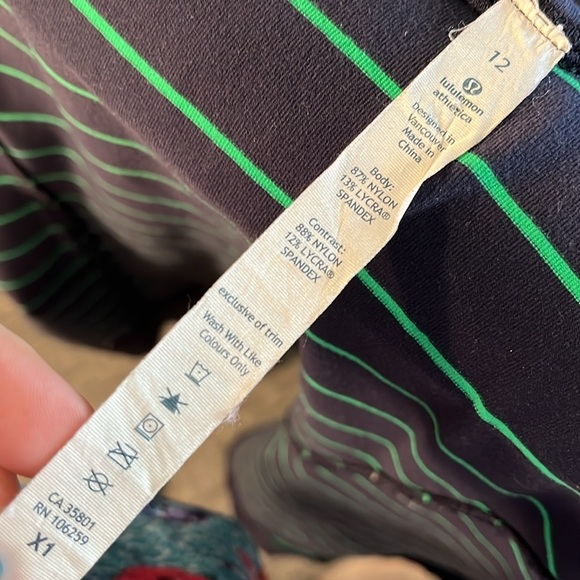 12
lululemon
athletica
Designed in
Vancouver
Made in
China
Body:
87% NYLON
13% LYCRA®
SPANDEX
Contrast:
88% NYLON
12% LYCRA®
SPANDEX
exclusive of trim
Wash With Like
Colours Only
CA 35801
RN 106259
X1